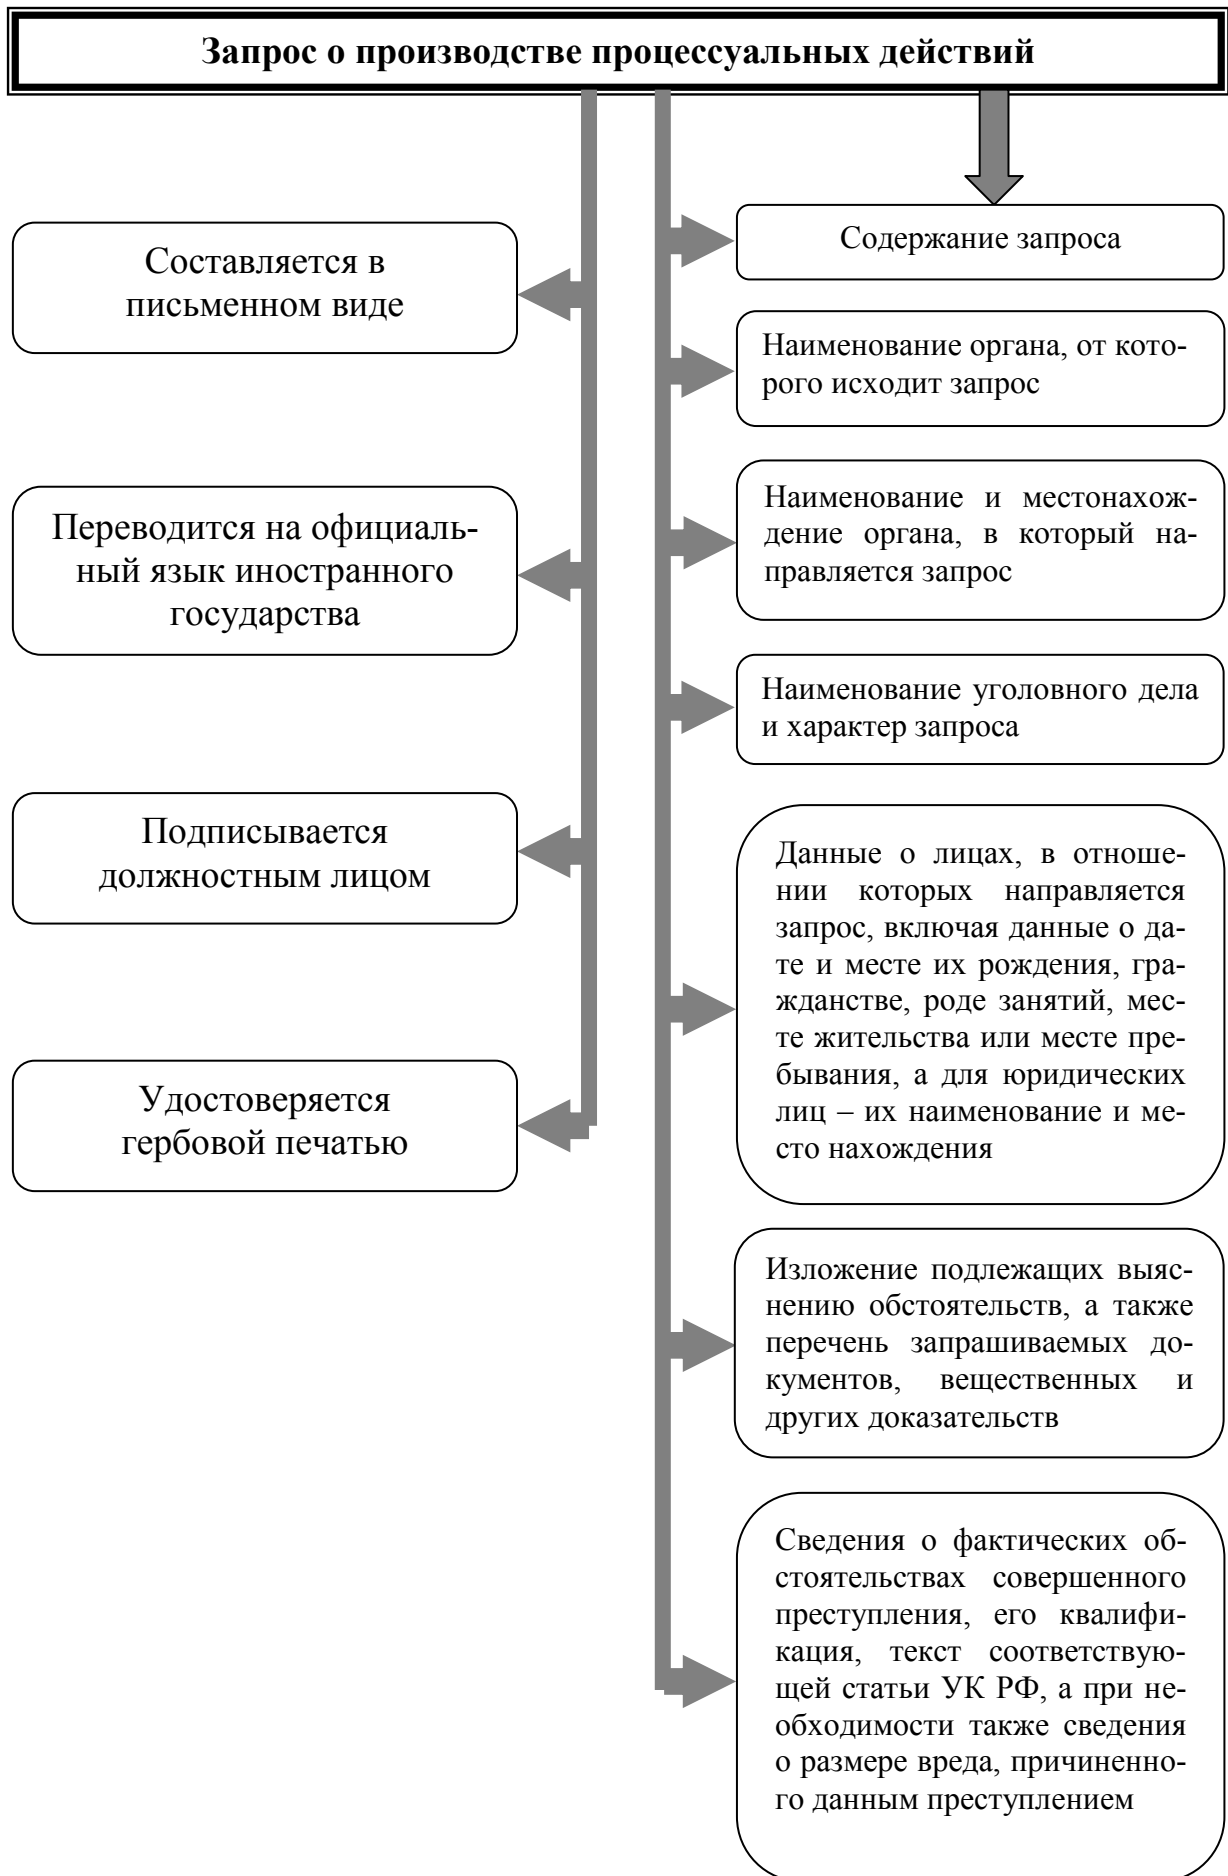 Запрос о производстве процессуальных действий
Составляется в
письменном виде
Переводится на официаль-
ный язык иностранного
государства
Подписывается
должностным лицом
Удостоверяется
гербовой печатью
Содержание запроса
Наименование органа, от кото-
рого исходит запрос
Наименование и местонахож-
дение органа, в который на-
правляется запрос
Наименование уголовного дела
и характер запроса
Данные о лицах, в отноше-
нии которых направляется
запрос, включая данные о да-
те и месте их рождения, гра-
жданстве, роде занятий, мес-
те жительства или месте пре-
бывания, а для юридических
лиц – их наименование и ме-
сто нахождения
Изложение подлежащих выяс-
нению обстоятельств, а также
перечень запрашиваемых до-
кументов, вещественных и
других доказательств
Сведения о фактических об-
стоятельствах совершенного
преступления, его квалифи-
кация, текст соответствую-
щей статьи УК РФ, а при не-
обходимости также сведения
о размере вреда, причиненно-
го данным преступлением